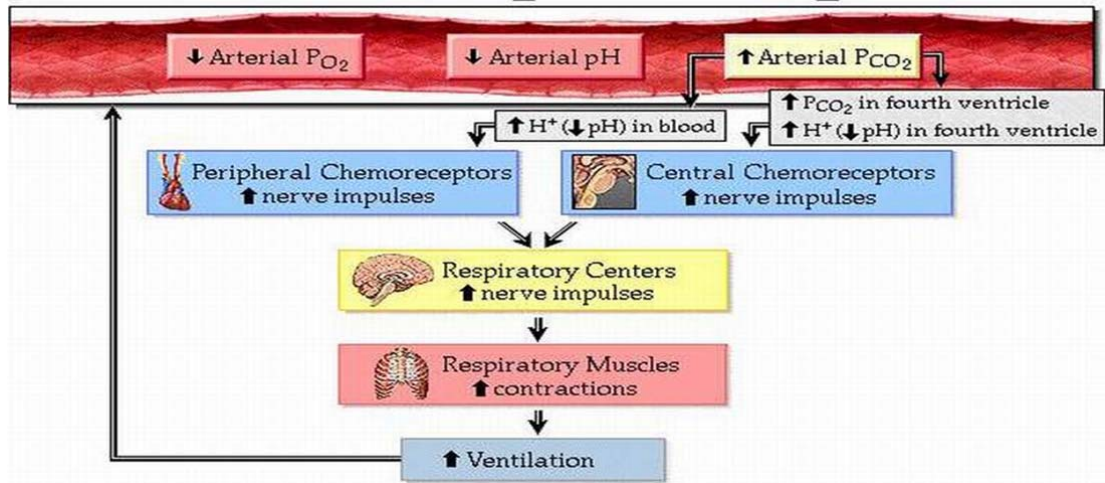 ⬇ Arterial PO2
⬇ Arterial pH
⬆ Arterial PCO2
⬆ PCO2 in fourth ventricle
⬆ H+ (⬇ pH) in fourth ventricle
⬆ H+ (⬇ pH) in blood
Peripheral Chemoreceptors
⬆ nerve impulses
Central Chemoreceptors
⬆ nerve impulses
Respiratory Centers
⬆ nerve impulses
Respiratory Muscles
⬆ contractions
⬆ Ventilation